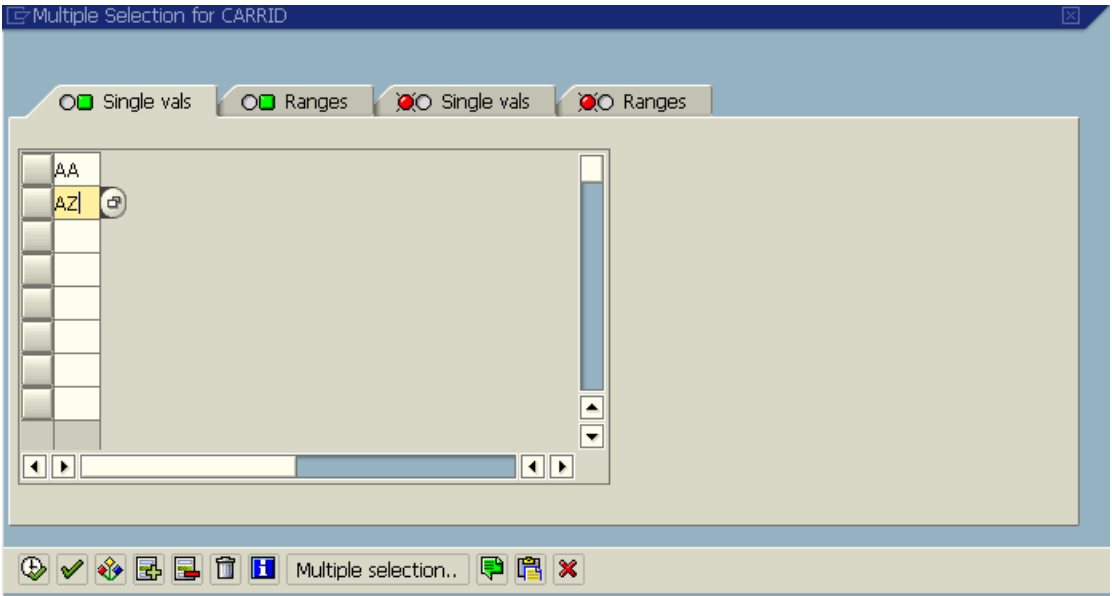 Multiple Selection for CARRID
Single vals
Ranges
Single vals
Ranges
AA
AZ
Multiple selection..